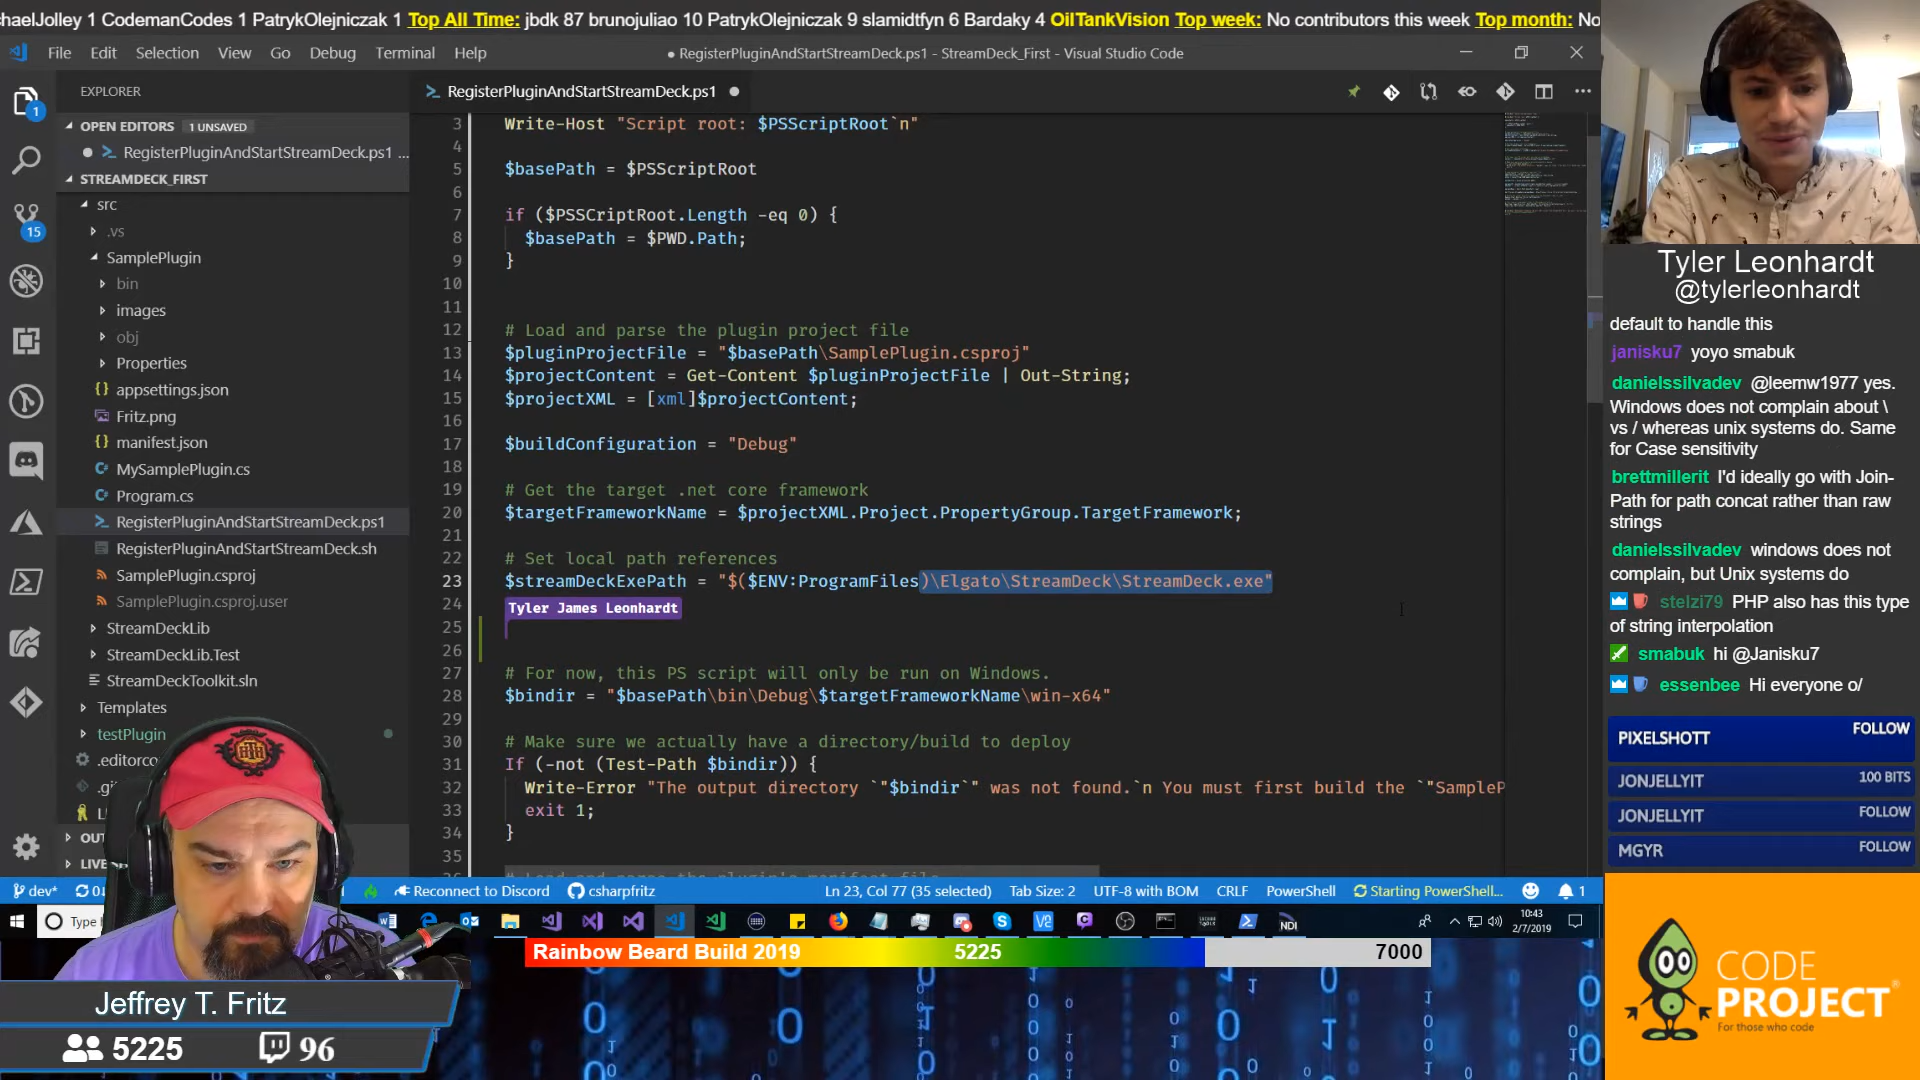 haelJolley 1 CodemanCodes 1 PatrykOlejniczak 1 Top All Time: jbdk 87 brunojuliao 10 PatrykOlejniczak 9 slamidtfyn 6 Bardaky 4 OilTankVision Top week: No contributors this week Top month: No
File Edit Selection View Go Debug Terminal Help
● RegisterPluginAndStartStreamDeck.ps1 - StreamDeck_First - Visual Studio Code
EXPLORER
OPEN EDITORS 1 UNSAVED
RegisterPluginAndStartStreamDeck.ps1 ...
STREAMDECK_FIRST
src
.vs
SamplePlugin
bin
images
obj
Properties
appsettings.json
Fritz.png
manifest.json
MySamplePlugin.cs
Program.cs
RegisterPluginAndStartStreamDeck.ps1
RegisterPluginAndStartStreamDeck.sh
SamplePlugin.csproj
SamplePlugin.csproj.user
StreamDeckLib
StreamDeckLib.Test
StreamDeckToolkit.sln
Templates
testPlugin
.editorco
.gi
LI
OUT
LIVE
1
15
RegisterPluginAndStartStreamDeck.ps1
3 Write-Host "Script root: $PSScriptRoot`n"
4
5 $basePath = $PSScriptRoot
6
7 if ($PSSCriptRoot.Length -eq 0) {
8 $basePath = $PWD.Path;
9 }
10
11
12 # Load and parse the plugin project file
13 $pluginProjectFile = "$basePath\SamplePlugin.csproj"
14 $projectContent = Get-Content $pluginProjectFile | Out-String;
15 $projectXML = [xml]$projectContent;
16
17 $buildConfiguration = "Debug"
18
19 # Get the target .net core framework
20 $targetFrameworkName = $projectXML.Project.PropertyGroup.TargetFramework;
21
22 # Set local path references
23 $streamDeckExePath = "$($ENV:ProgramFiles)\Elgato\StreamDeck\StreamDeck.exe"
24 Tyler James Leonhardt
25
26
27 # For now, this PS script will only be run on Windows.
28 $bindir = "$basePath\bin\Debug\$targetFrameworkName\win-x64"
29
30 # Make sure we actually have a directory/build to deploy
31 If (-not (Test-Path $bindir)) {
32 Write-Error "The output directory `"$bindir`" was not found.`n You must first build the `"SampleP
33 exit 1;
34 }
35
# Load and parse the plugin's manifest file
dev* Reconnect to Discord csharpfritz Ln 23, Col 77 (35 selected) Tab Size: 2 UTF-8 with BOM CRLF PowerShell Starting PowerShell... 1
Type h
NDI
10:43
2/7/2019
Rainbow Beard Build 2019 5225 7000
Jeffrey T. Fritz
5225 96
Tyler Leonhardt
@tylerleonhardt
default to handle this
janisku7 yoyo smabuk
danielssilvadev @leemw1977 yes.
Windows does not complain about \
vs / whereas unix systems do. Same
for Case sensitivity
brettmillerit I'd ideally go with Join-
Path for path concat rather than raw
strings
danielssilvadev windows does not
complain, but Unix systems do
stelzi79 PHP also has this type
of string interpolation
smabuk hi @Janisku7
essenbee Hi everyone o/
PIXELSHOTT FOLLOW
JONJELLYIT 100 BITS
JONJELLYIT FOLLOW
MGYR FOLLOW
CODE
PROJECT
For those who code